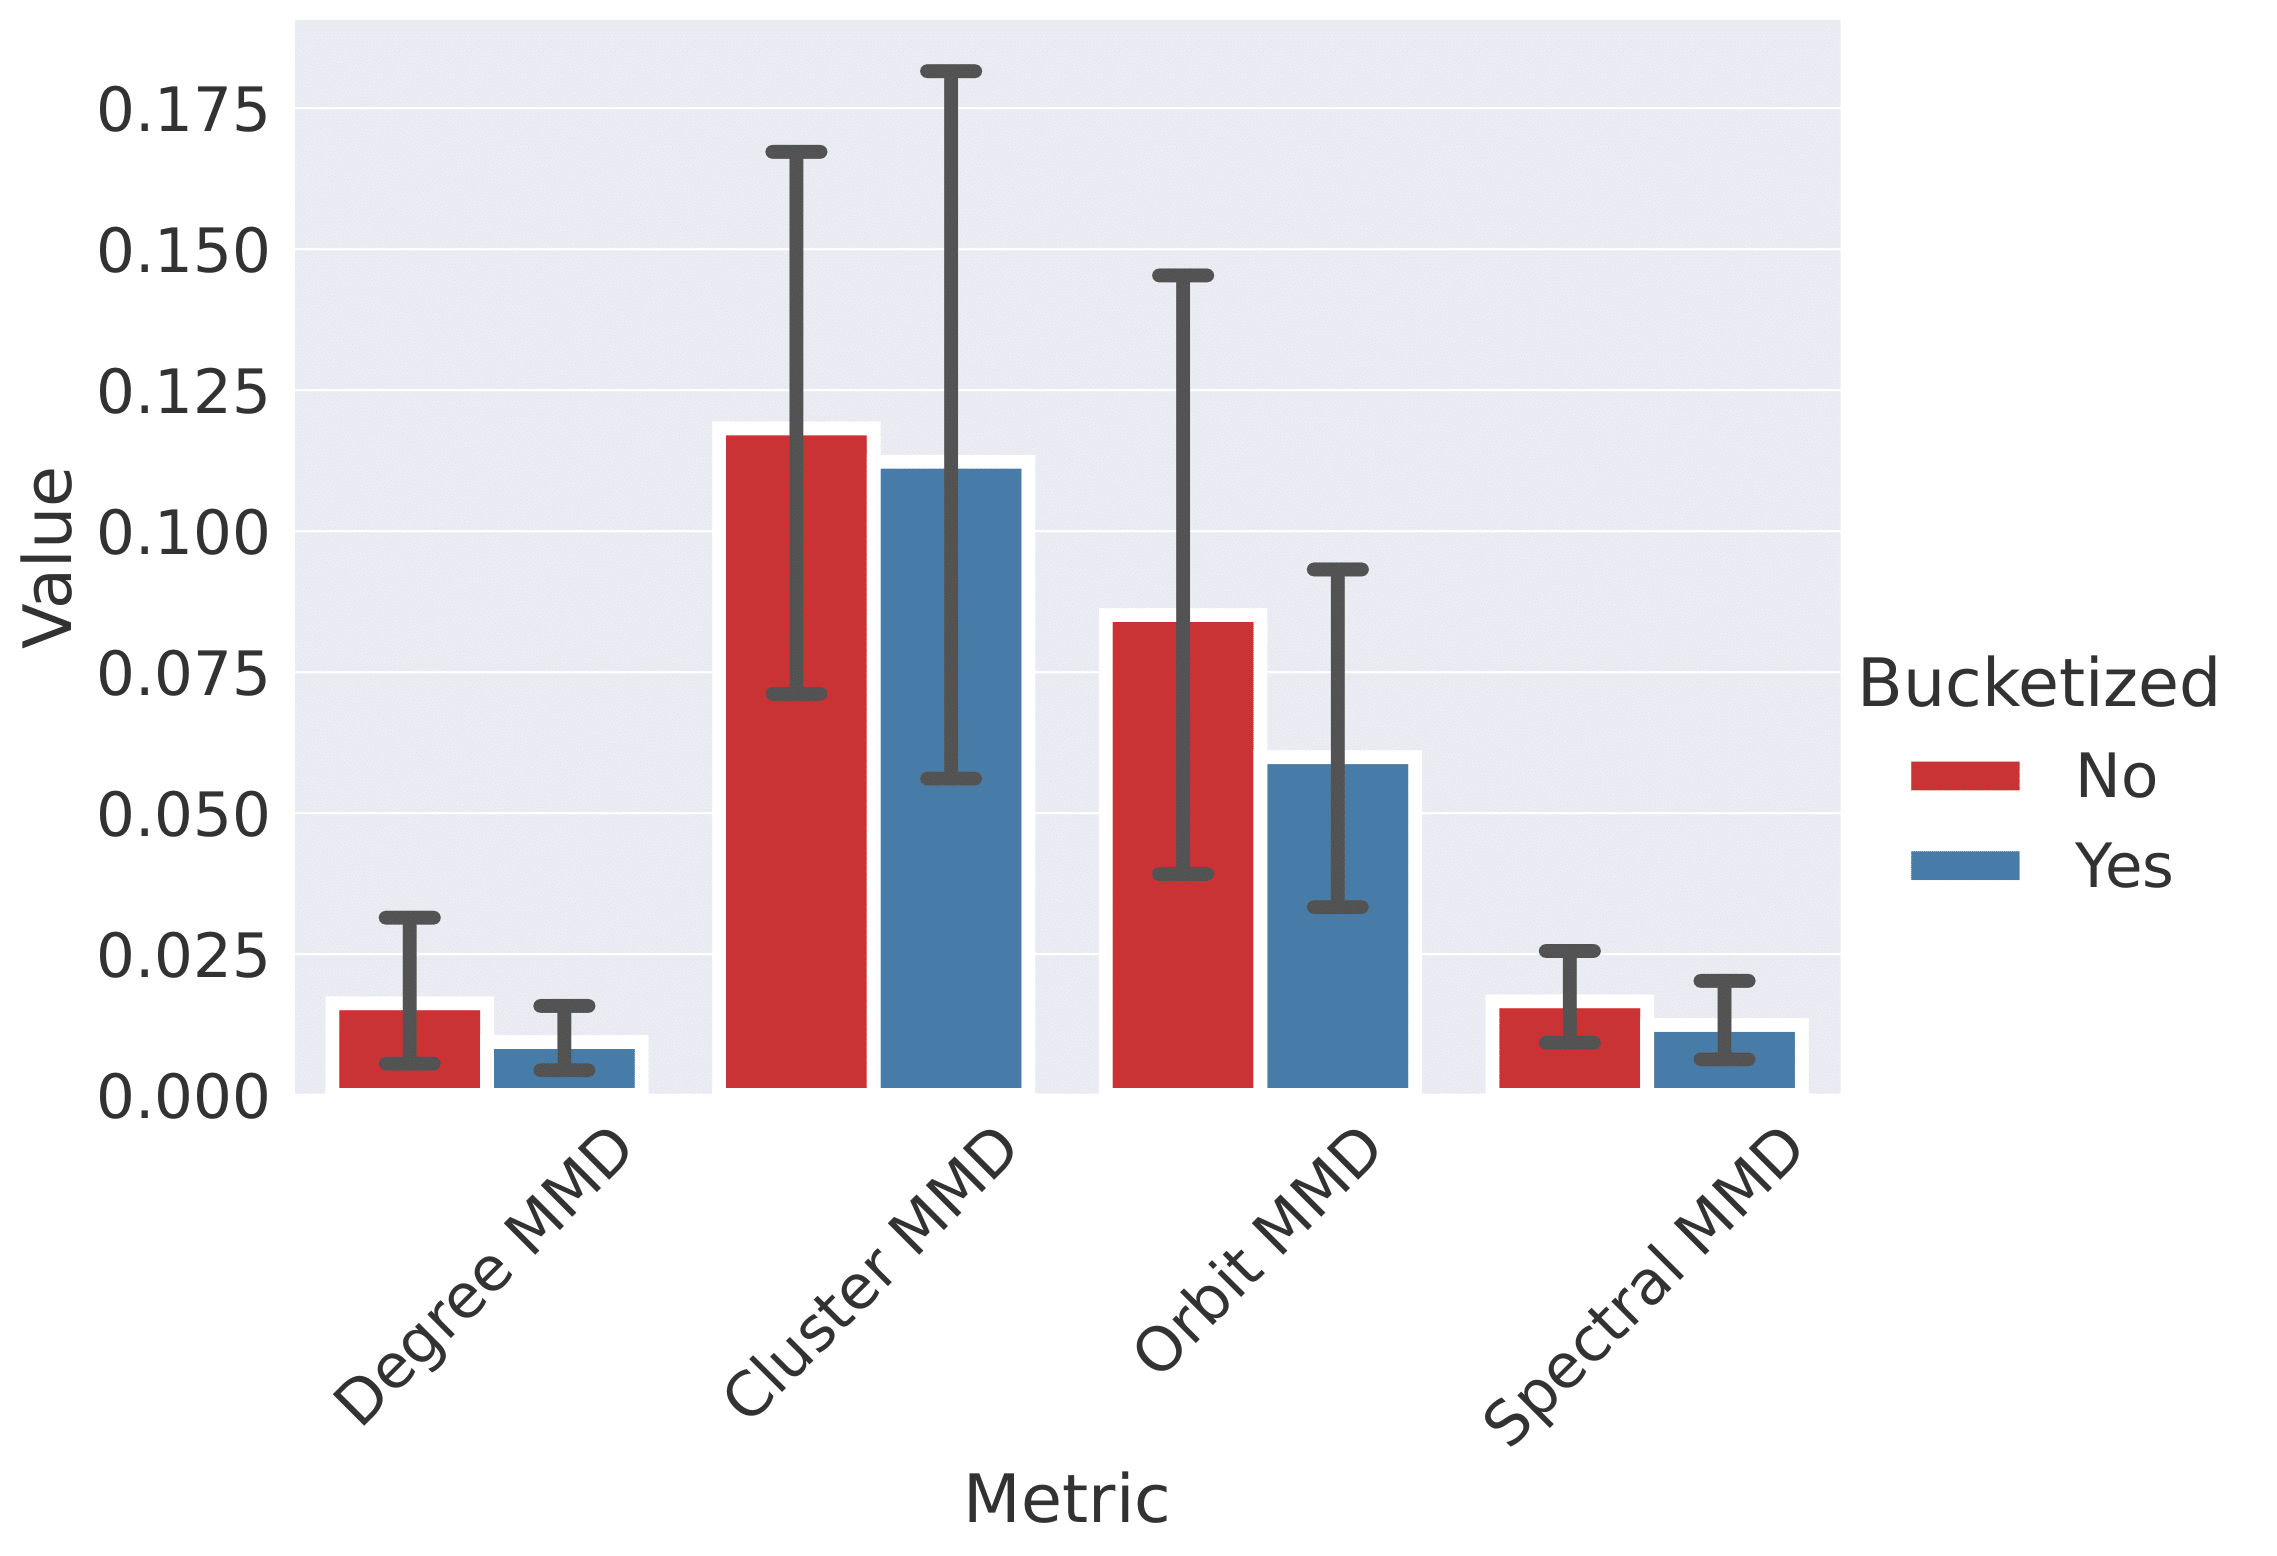 Value
0.175
0.150
0.125
0.100
0.075
0.050
0.025
0.000
Degree MMD
Cluster MMD
Orbit MMD
Spectral MMD
Metric
Bucketized
No
Yes